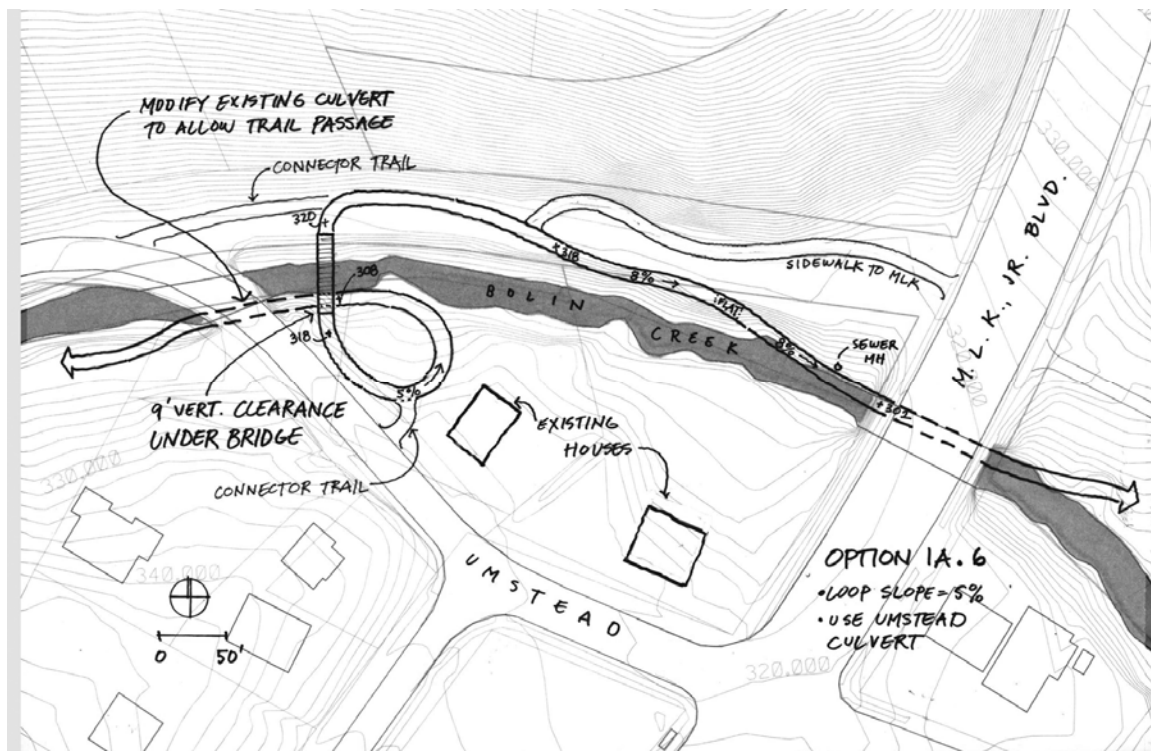 MODIFY EXISTING CULVERT
TO ALLOW TRAIL PASSAGE
CONNECTOR TRAIL
320
+318
8%
SIDEWALK TO MLK
308
BOLIN
CREEK
FLAT
8%
SEWER
MH
M. L. K., JR. BLVD.
330.000
320.000
318
+302
5%
9' VERT. CLEARANCE
UNDER BRIDGE
EXISTING
HOUSES
CONNECTOR TRAIL
330.000
340.000
UMSTEAD
0 50'
OPTION 1A.6
• LOOP SLOPE = 5%
• USE UMSTEAD
CULVERT
320.000